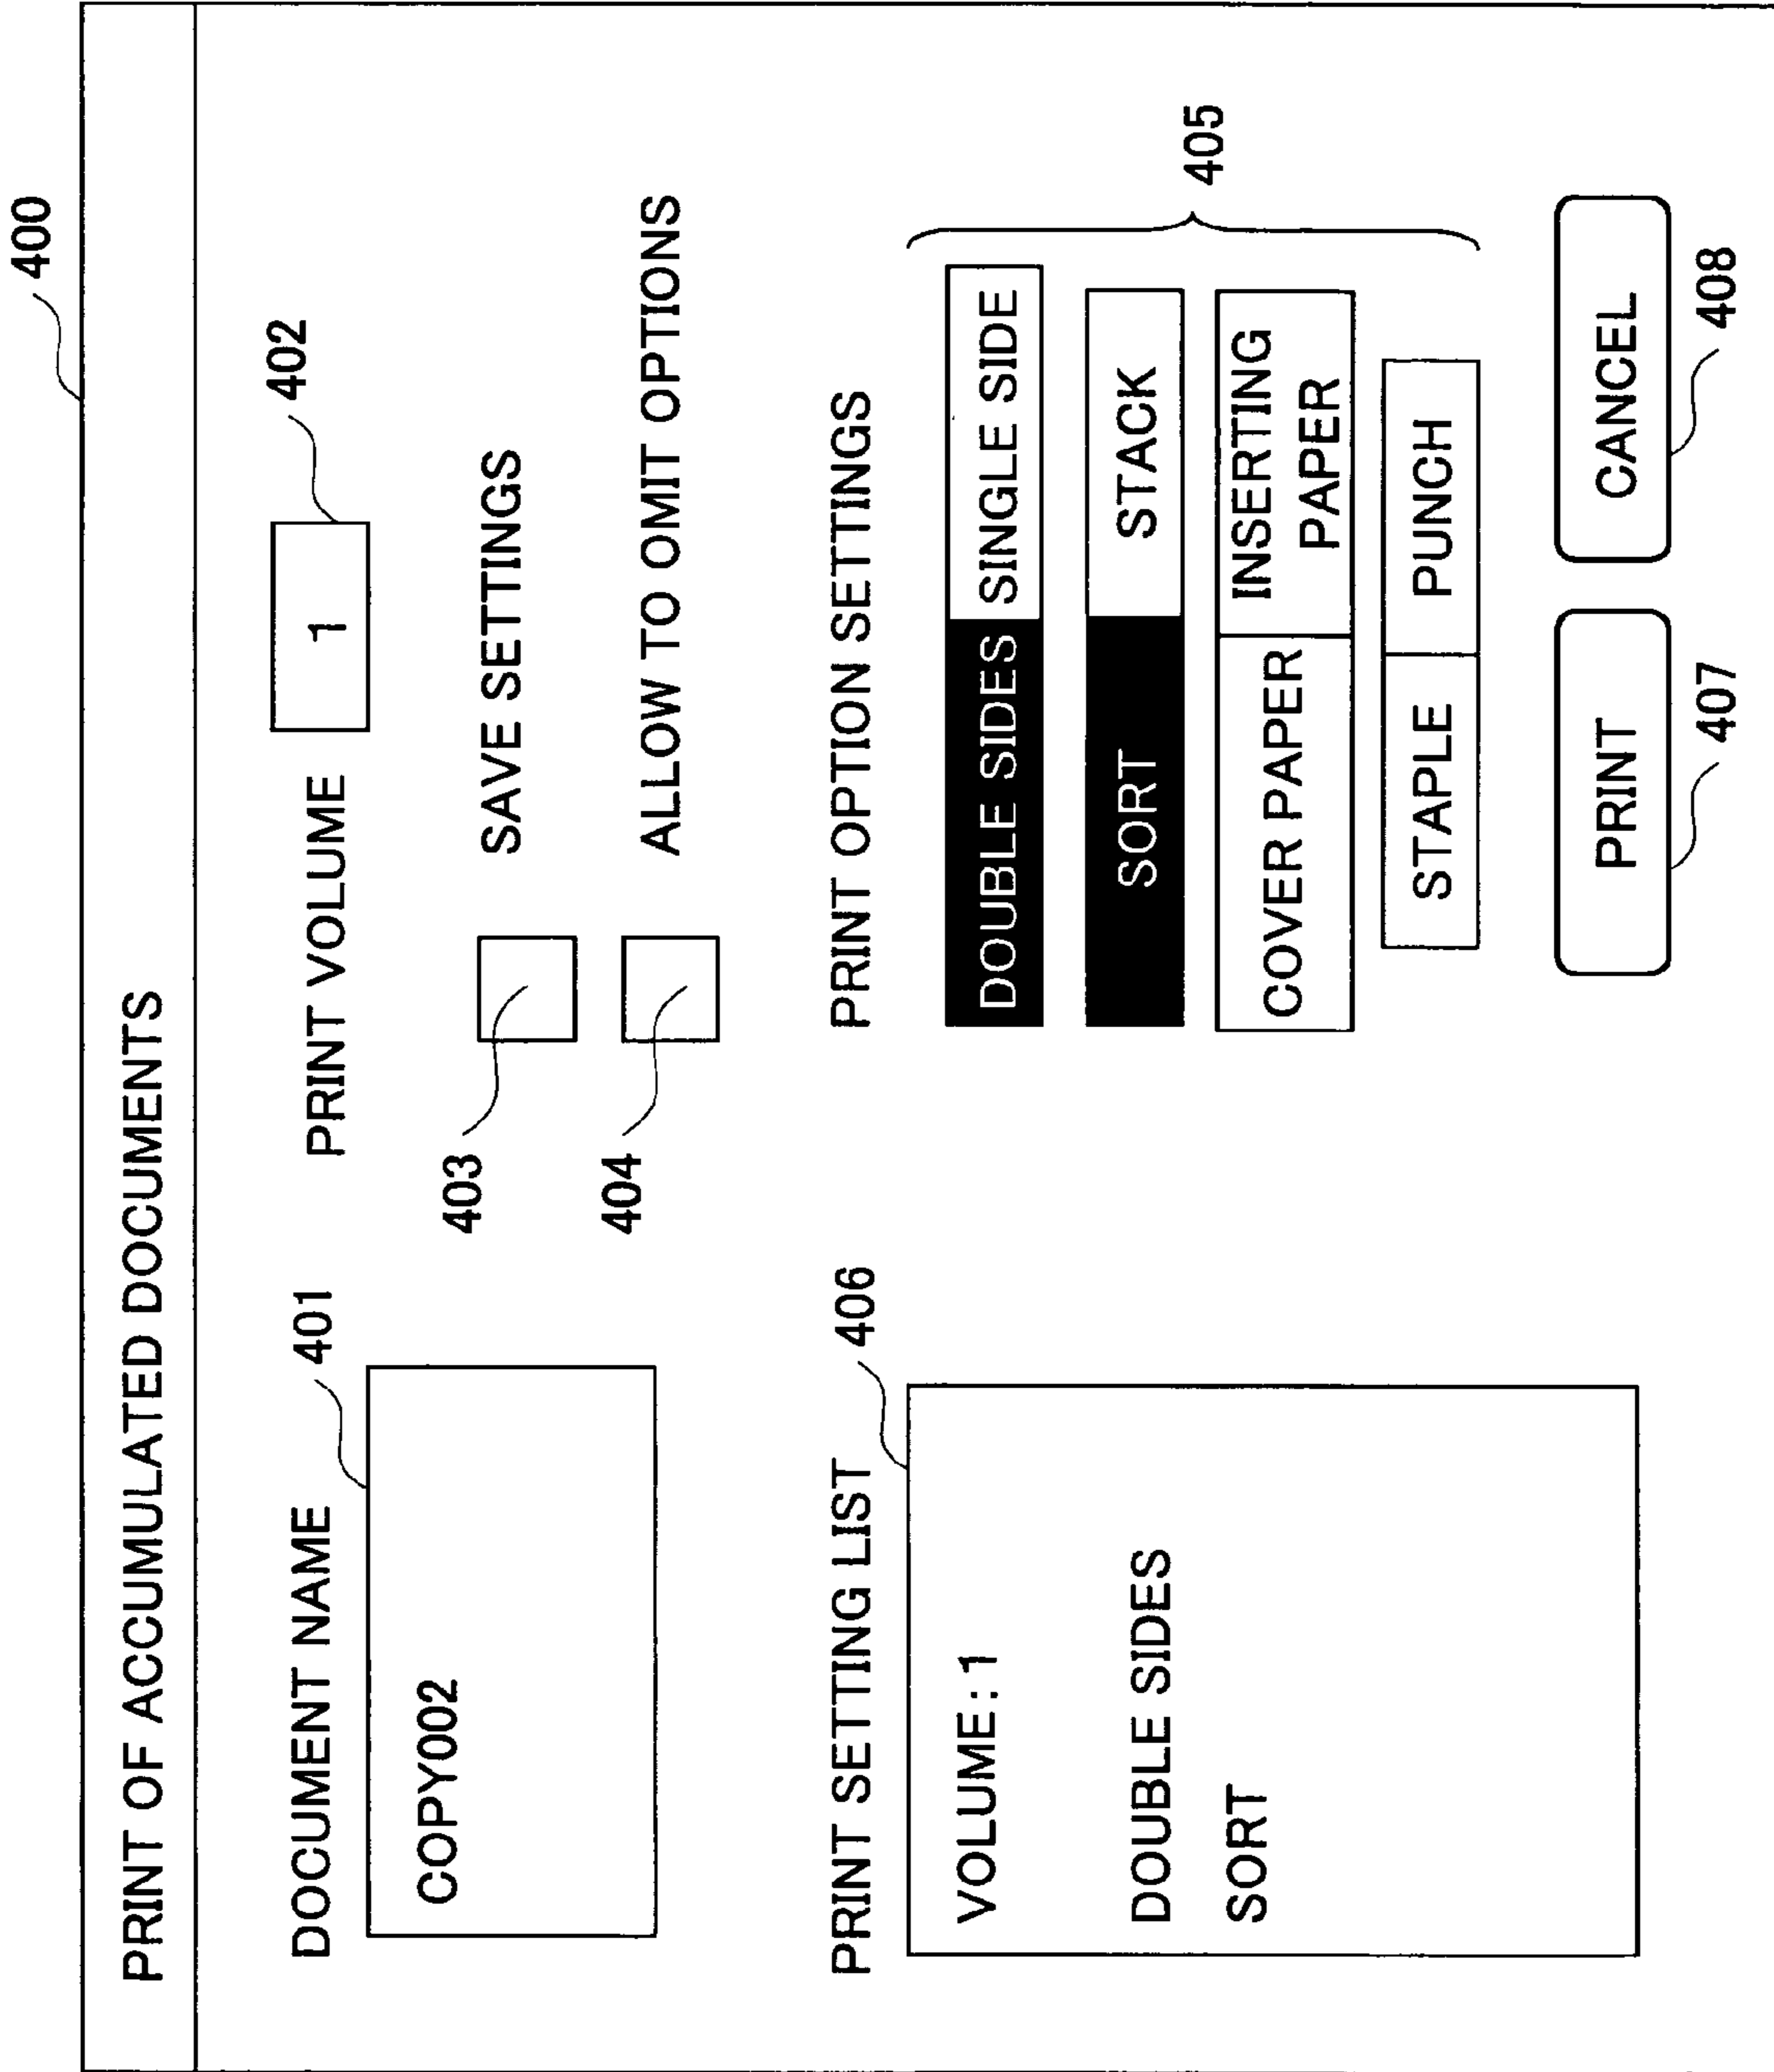 400
PRINT OF ACCUMULATED DOCUMENTS
DOCUMENT NAME
401
COPY002
PRINT VOLUME
1
402
403
SAVE SETTINGS
404
ALLOW TO OMIT OPTIONS
PRINT SETTING LIST
406
VOLUME:1
DOUBLE SIDES
SORT
PRINT OPTION SETTINGS
DOUBLE SIDES
SINGLE SIDE
SORT
STACK
COVER PAPER
INSERTING
PAPER
STAPLE
PUNCH
405
PRINT
CANCEL
407
408